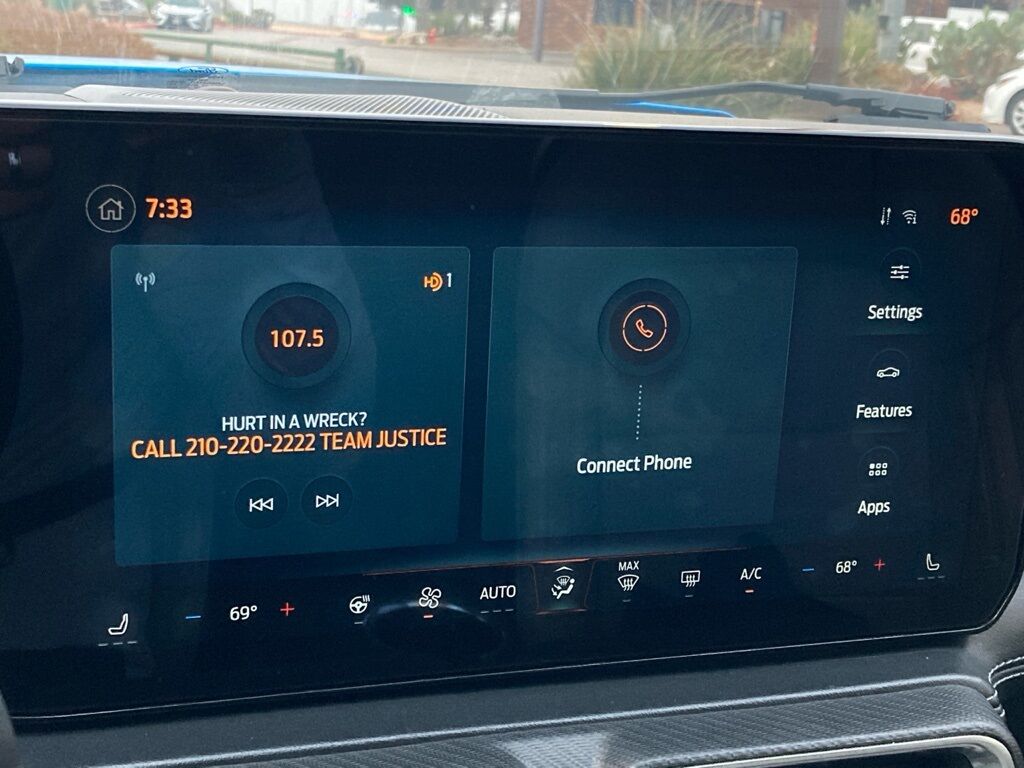 7:33
68°
HD 1
107.5
HURT IN A WRECK?
CALL 210-220-2222 TEAM JUSTICE
Connect Phone
Settings
Features
Apps
69°
AUTO
MAX
A/C
68°